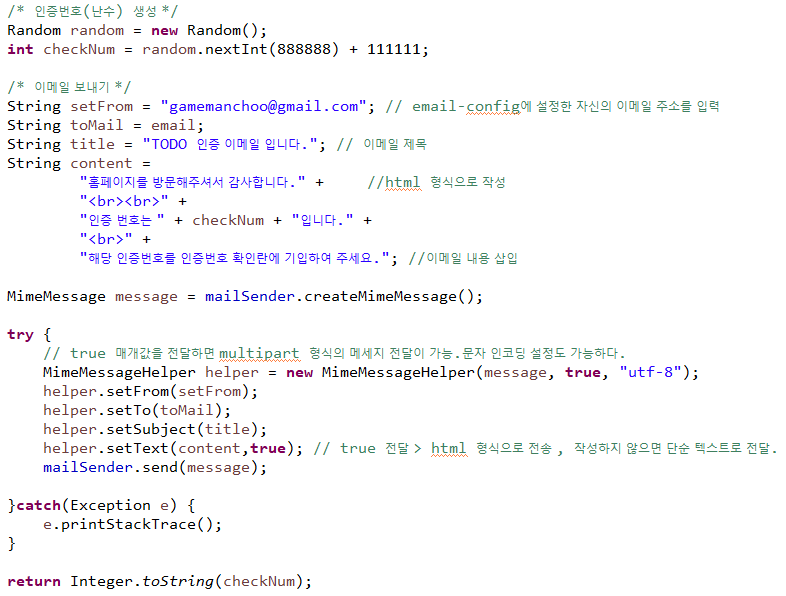 /* 인증번호(난수) 생성 */
Random random = new Random();
int checkNum = random.nextInt(888888) + 111111;
/* 이메일 보내기 */
String setFrom = "gamemanchoo@gmail.com"; // email-config에 설정한 자신의 이메일 주소를 입력
String toMail = email;
String title = "TODO 인증 이메일 입니다."; // 이메일 제목
String content =
"홈페이지를 방문해주셔서 감사합니다." + //html 형식으로 작성
"<br><br>" +
"인증 번호는 " + checkNum + "입니다." +
"<br>" +
"해당 인증번호를 인증번호 확인란에 기입하여 주세요."; //이메일 내용 삽입
MimeMessage message = mailSender.createMimeMessage();
try {
// true 매개값을 전달하면 multipart 형식의 메세지 전달이 가능.문자 인코딩 설정도 가능하다.
MimeMessageHelper helper = new MimeMessageHelper(message, true, "utf-8");
helper.setFrom(setFrom);
helper.setTo(toMail);
helper.setSubject(title);
helper.setText(content,true); // true 전달 > html 형식으로 전송 , 작성하지 않으면 단순 텍스트로 전달.
mailSender.send(message);
}catch(Exception e) {
e.printStackTrace();
}
return Integer.toString(checkNum);